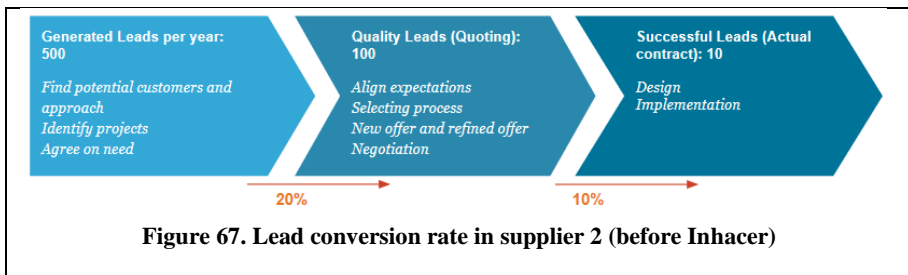 Generated Leads per year:
500
Find potential customers and
approach
Identify projects
Agree on need
Quality Leads (Quoting):
100
Align expectations
Selecting process
New offer and refined offer
Negotiation
Successful Leads (Actual
contract): 10
Design
Implementation
20%
10%
Figure 67. Lead conversion rate in supplier 2 (before Inhacer)